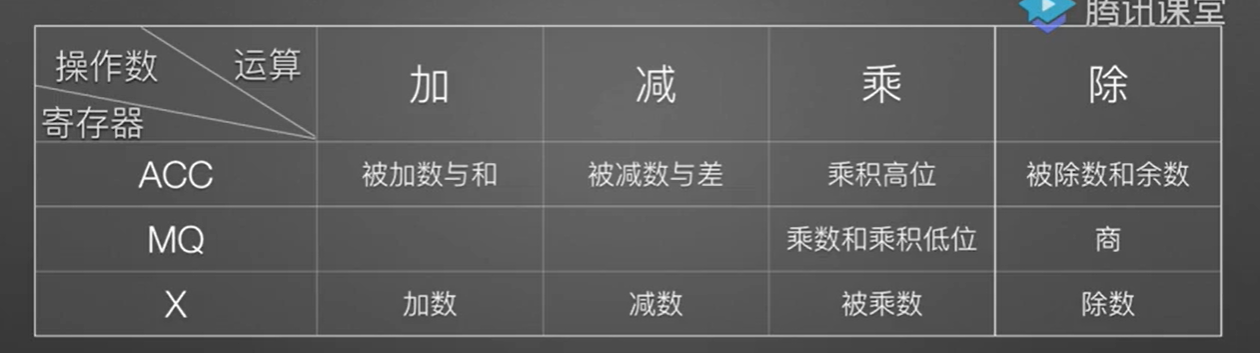 腾讯课堂
操作数 运算
寄存器
加 减 乘 除
ACC 被加数与和 被减数与差 乘积高位 被除数和余数
MQ 乘数和乘积低位 商
X 加数 减数 被乘数 除数